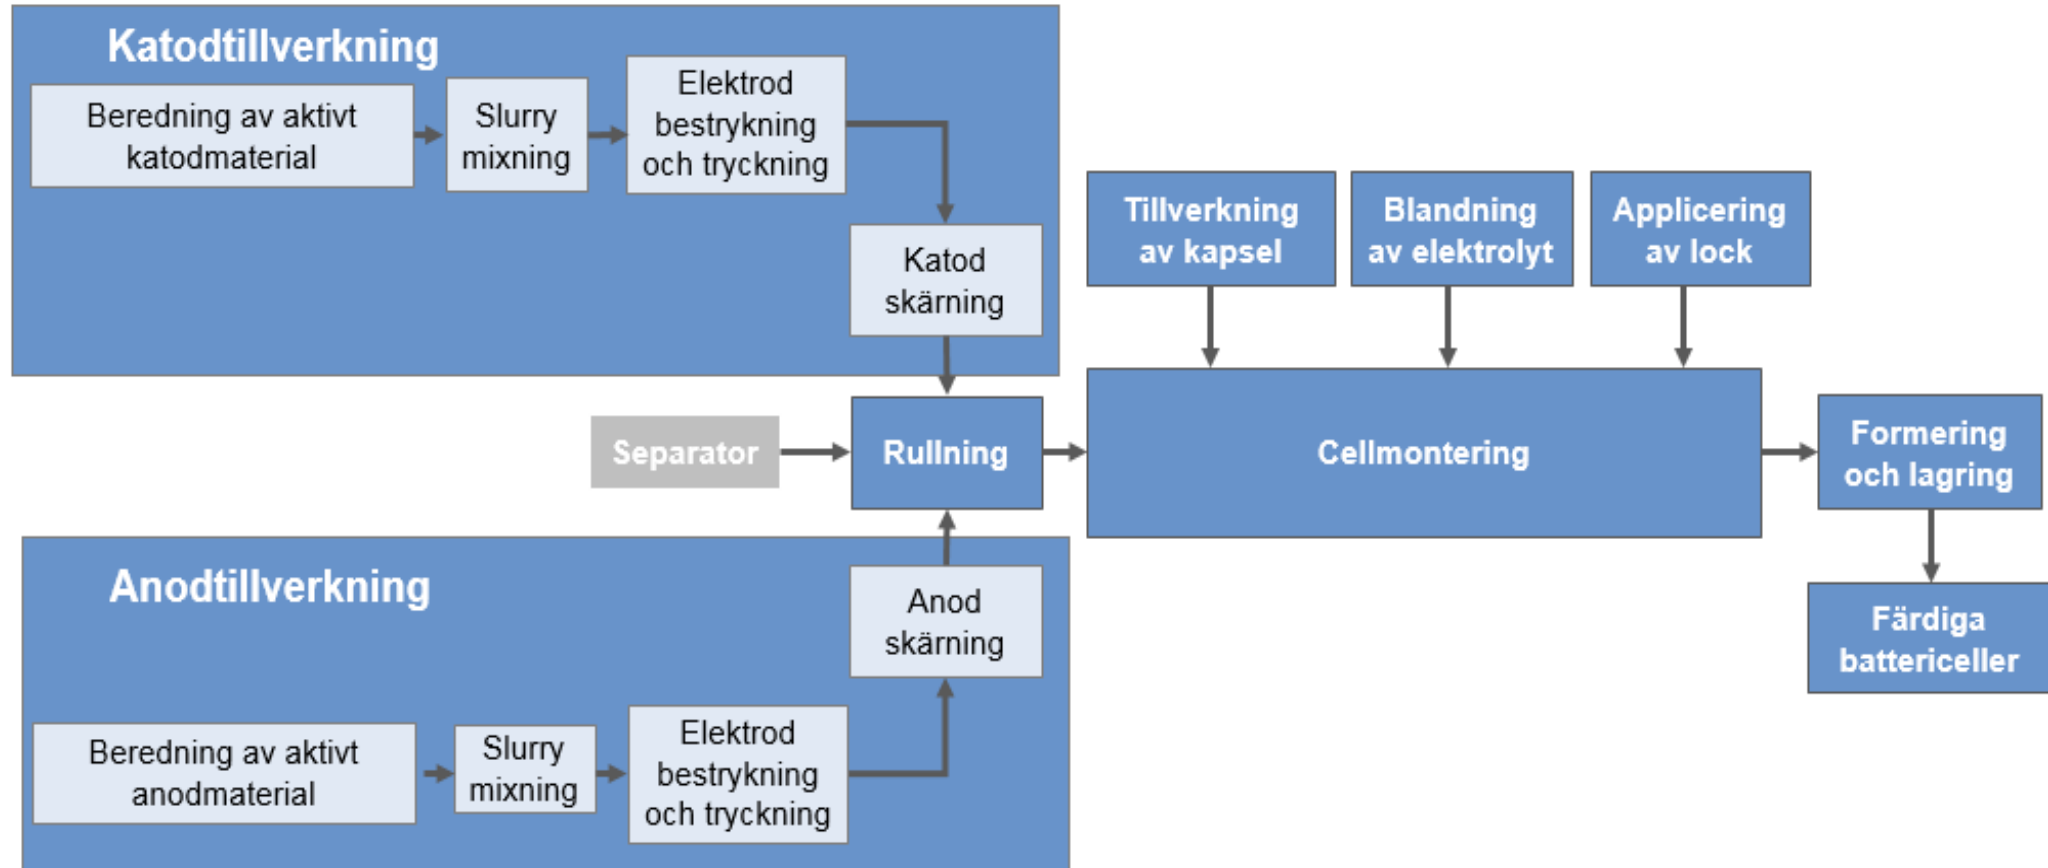 Katodtillverkning
Beredning av aktivt
katodmaterial
Slurry
mixning
Elektrod
bestrykning
och tryckning
Katod
skärning
Tillverkning
av kapsel
Blandning
av elektrolyt
Applicering
av lock
Separator
Rullning
Cellmontering
Formering
och lagring
Färdiga
battericeller
Anodtillverkning
Beredning av aktivt
anodmaterial
Slurry
mixning
Elektrod
bestrykning
och tryckning
Anod
skärning